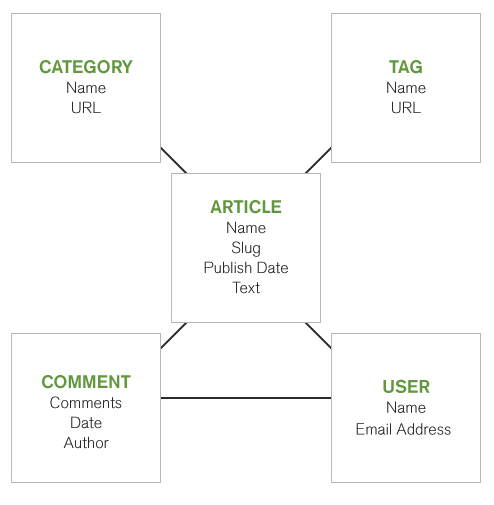 CATEGORY
Name
URL
TAG
Name
URL
ARTICLE
Name
Slug
Publish Date
Text
COMMENT
Comments
Date
Author
USER
Name
Email Address